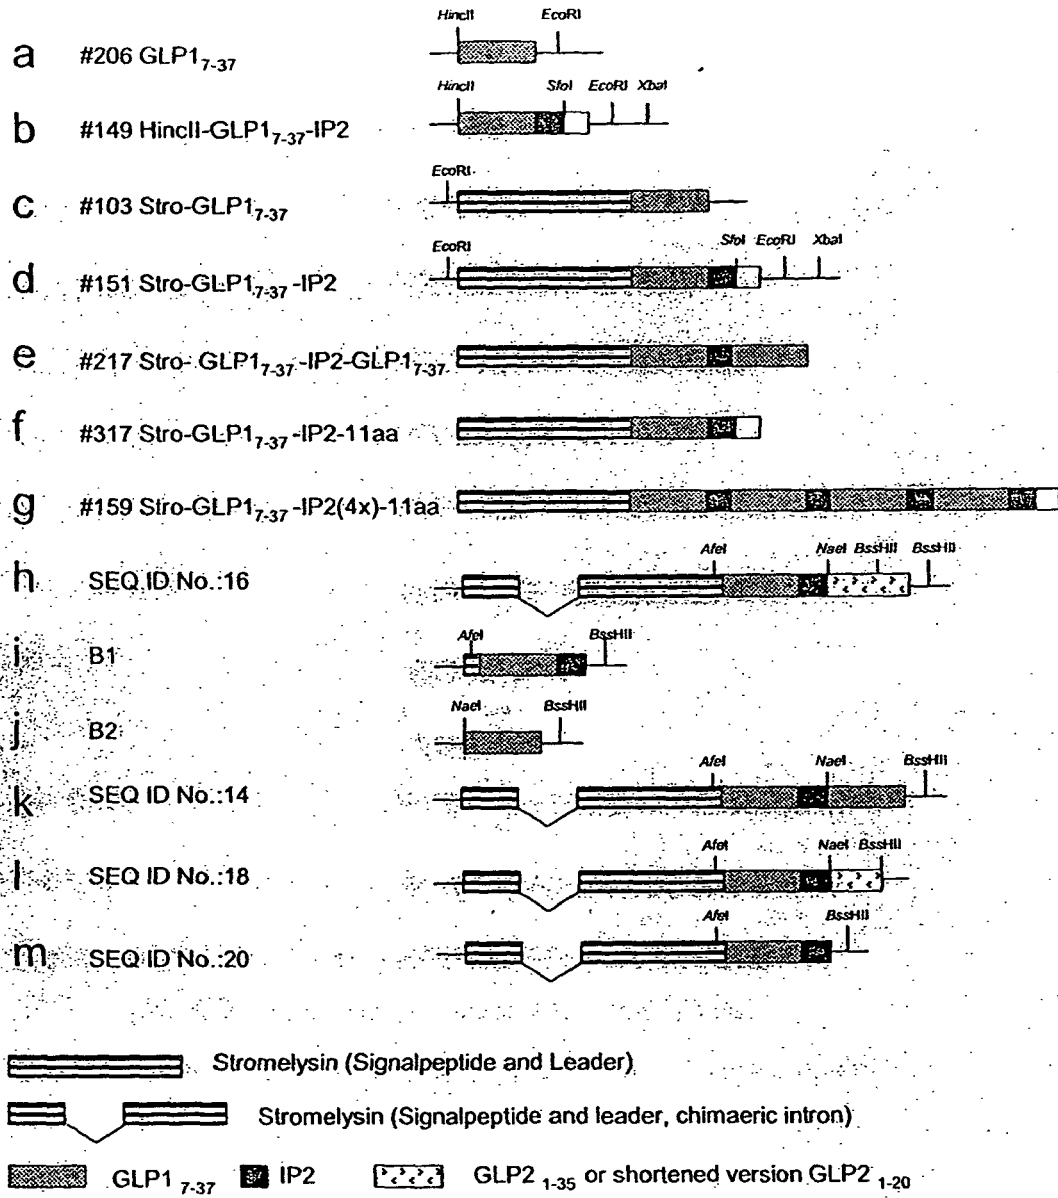 HincII EcoRI
a #206 GLP1 7-37
HincII SfoI EcoRI XbaI
b #149 HincII-GLP1 7-37-IP2
EcoRI
c #103 Stro-GLP1 7-37
EcoRI SfoI EcoRI XbaI
d #151 Stro-GLP1 7-37 -IP2
e #217 Stro- GLP1 7-37 -IP2-GLP1 7-37
f #317 Stro-GLP1 7-37 -IP2-11aa
g #159 Stro-GLP1 7-37 -IP2(4x)-11aa
AfeI NaeI BssHII BssHII
h SEQ ID No.:16
AfeI BssHII
i B1
NaeI BssHII
j B2
AfeI NaeI BssHII
k SEQ ID No.:14
AfeI NaeI BssHII
l SEQ ID No.:18
AfeI BssHII
m SEQ ID No.:20
Stromelysin (Signalpeptide and Leader)
Stromelysin (Signalpeptide and leader, chimaeric intron)
GLP1 7-37 IP2 GLP2 1-35 or shortened version GLP2 1-20